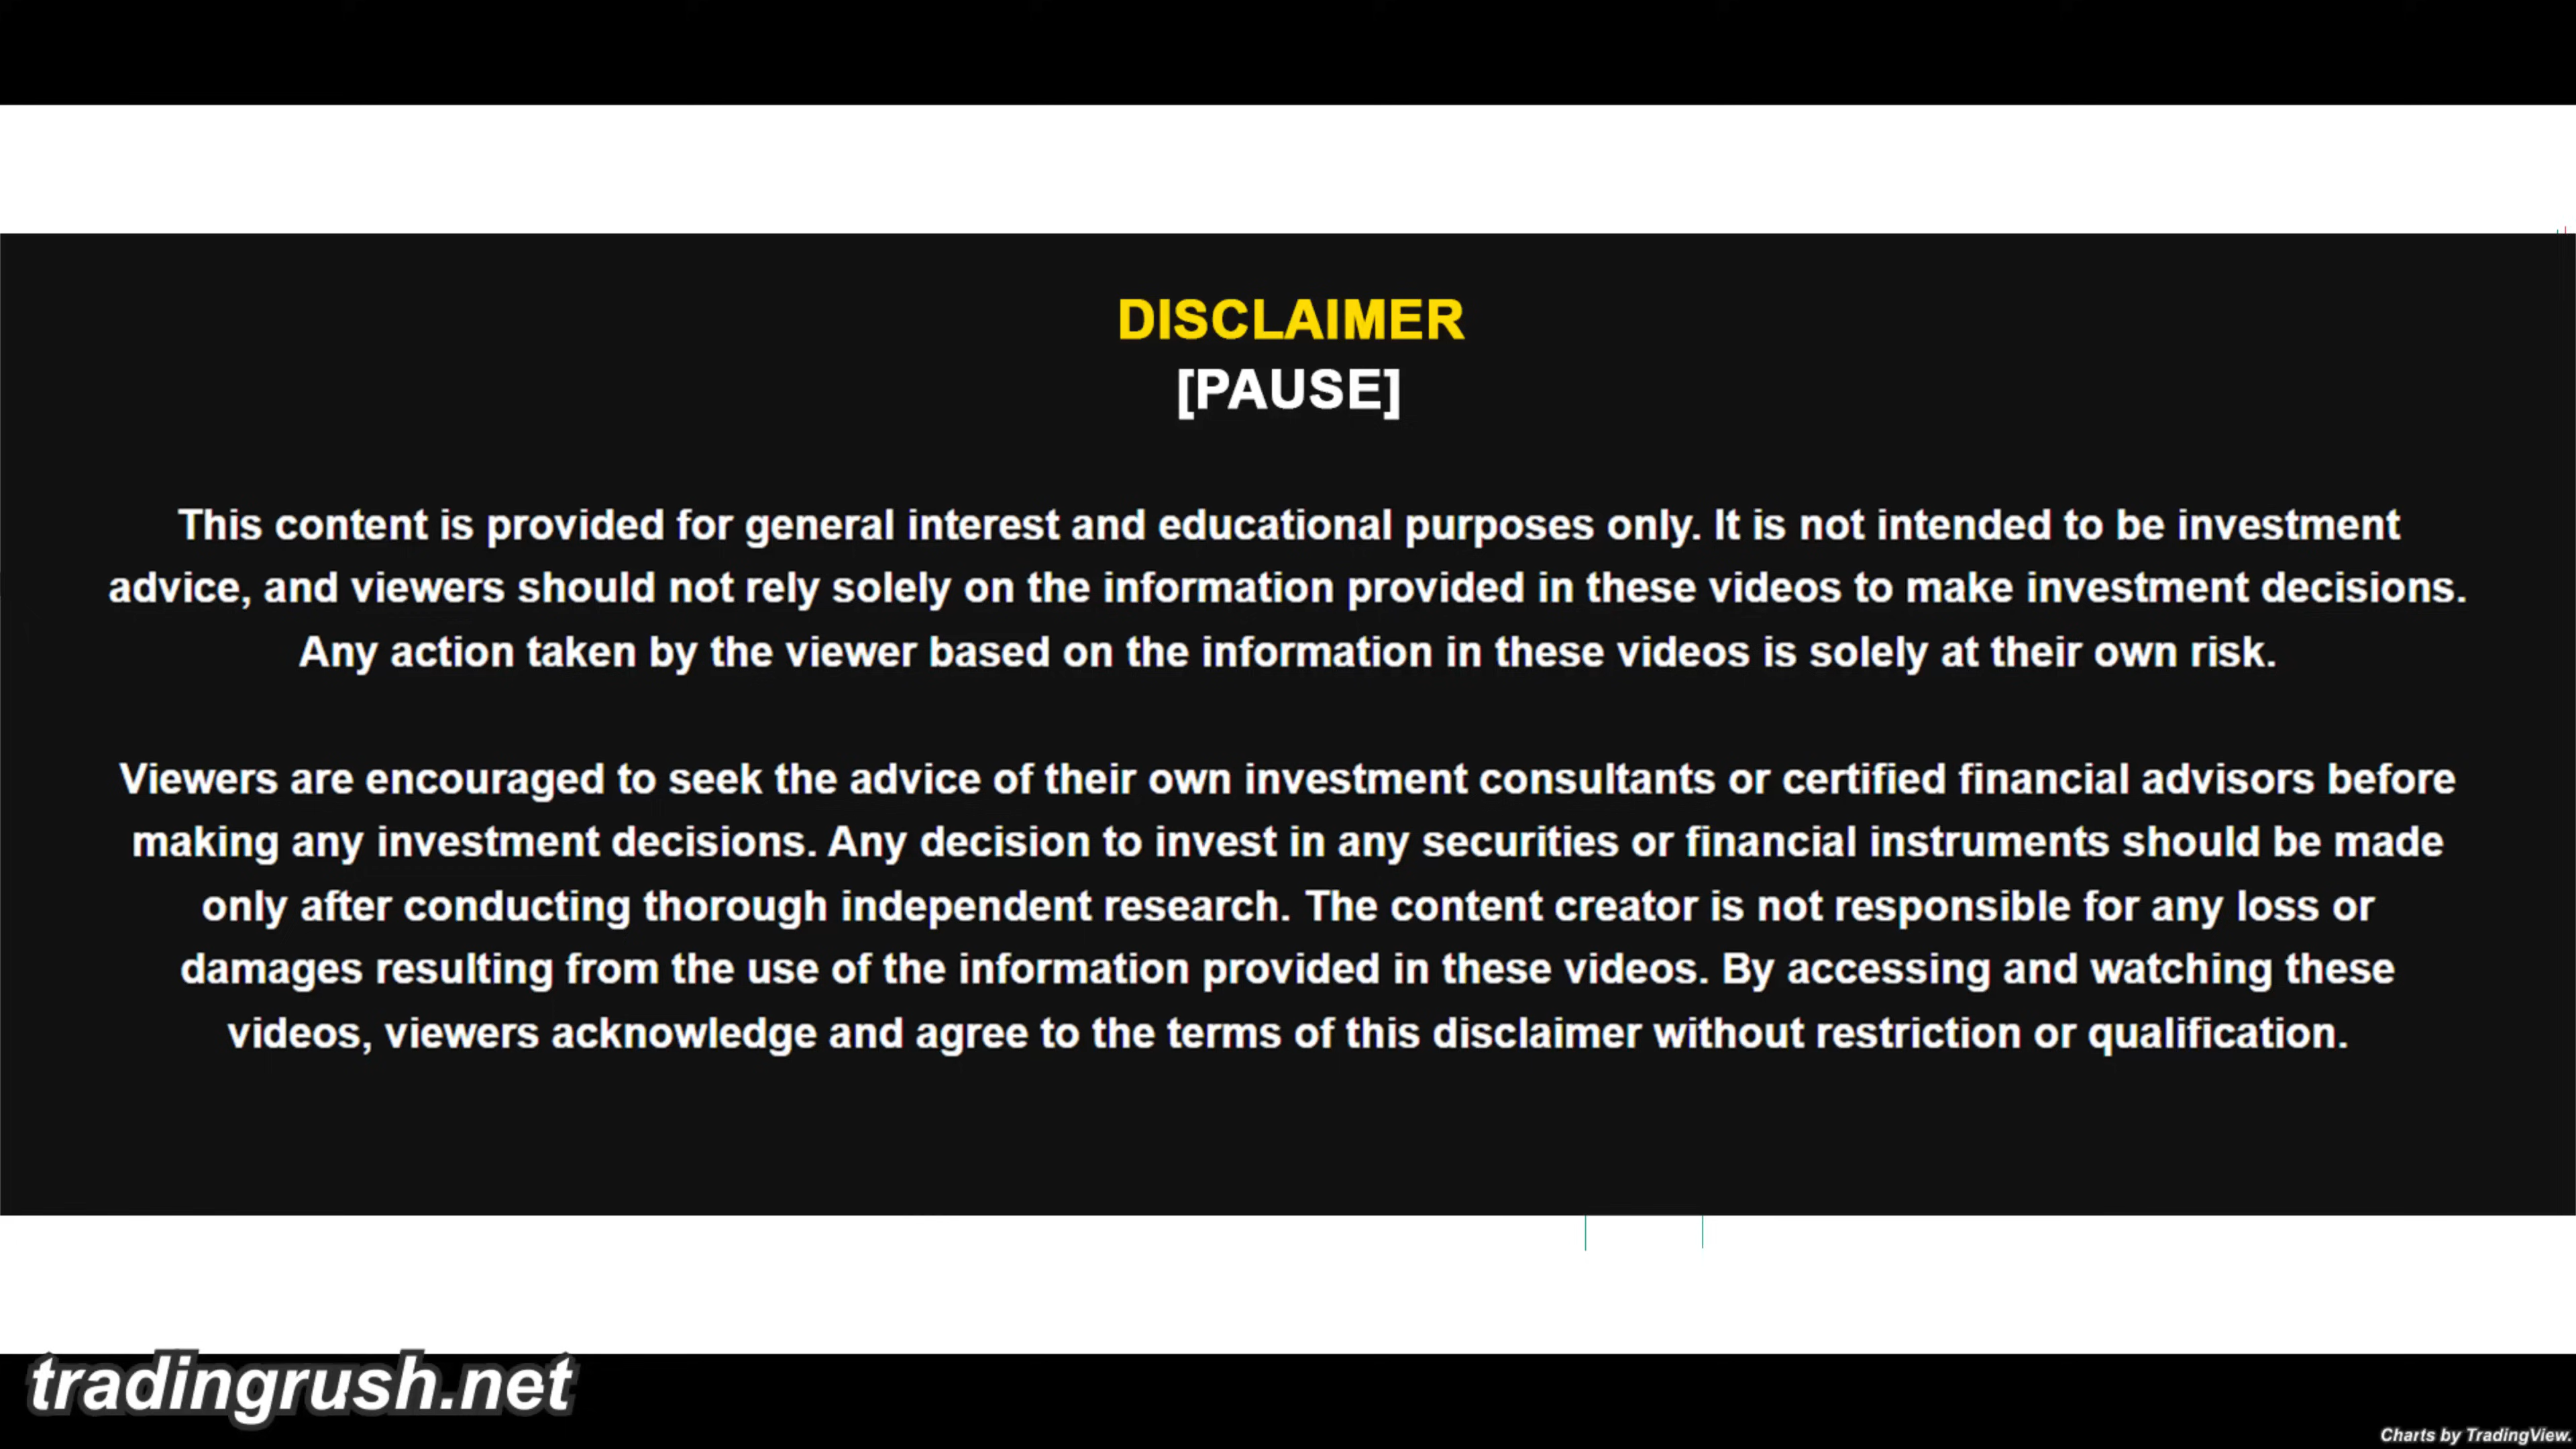 DISCLAIMER
[PAUSE]
This content is provided for general interest and educational purposes only. It is not intended to be investment
advice, and viewers should not rely solely on the information provided in these videos to make investment decisions.
Any action taken by the viewer based on the information in these videos is solely at their own risk.
Viewers are encouraged to seek the advice of their own investment consultants or certified financial advisors before
making any investment decisions. Any decision to invest in any securities or financial instruments should be made
only after conducting thorough independent research. The content creator is not responsible for any loss or
damages resulting from the use of the information provided in these videos. By accessing and watching these
videos, viewers acknowledge and agree to the terms of this disclaimer without restriction or qualification.
tradingrush.net
Charts by TradingView.